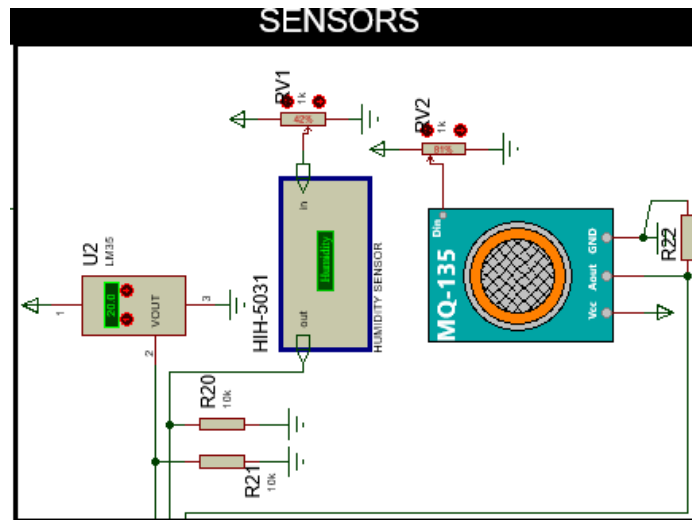 SENSORS
RV1
1k
42%
RV2
1k
81%
in
Humidity
out
HIH-5031
HUMIDITY SENSOR
U2
LM35
20.0
VOUT
1
2
3
Din
MQ-135
GND
Aout
Vcc
R22
R20
10k
R21
10k